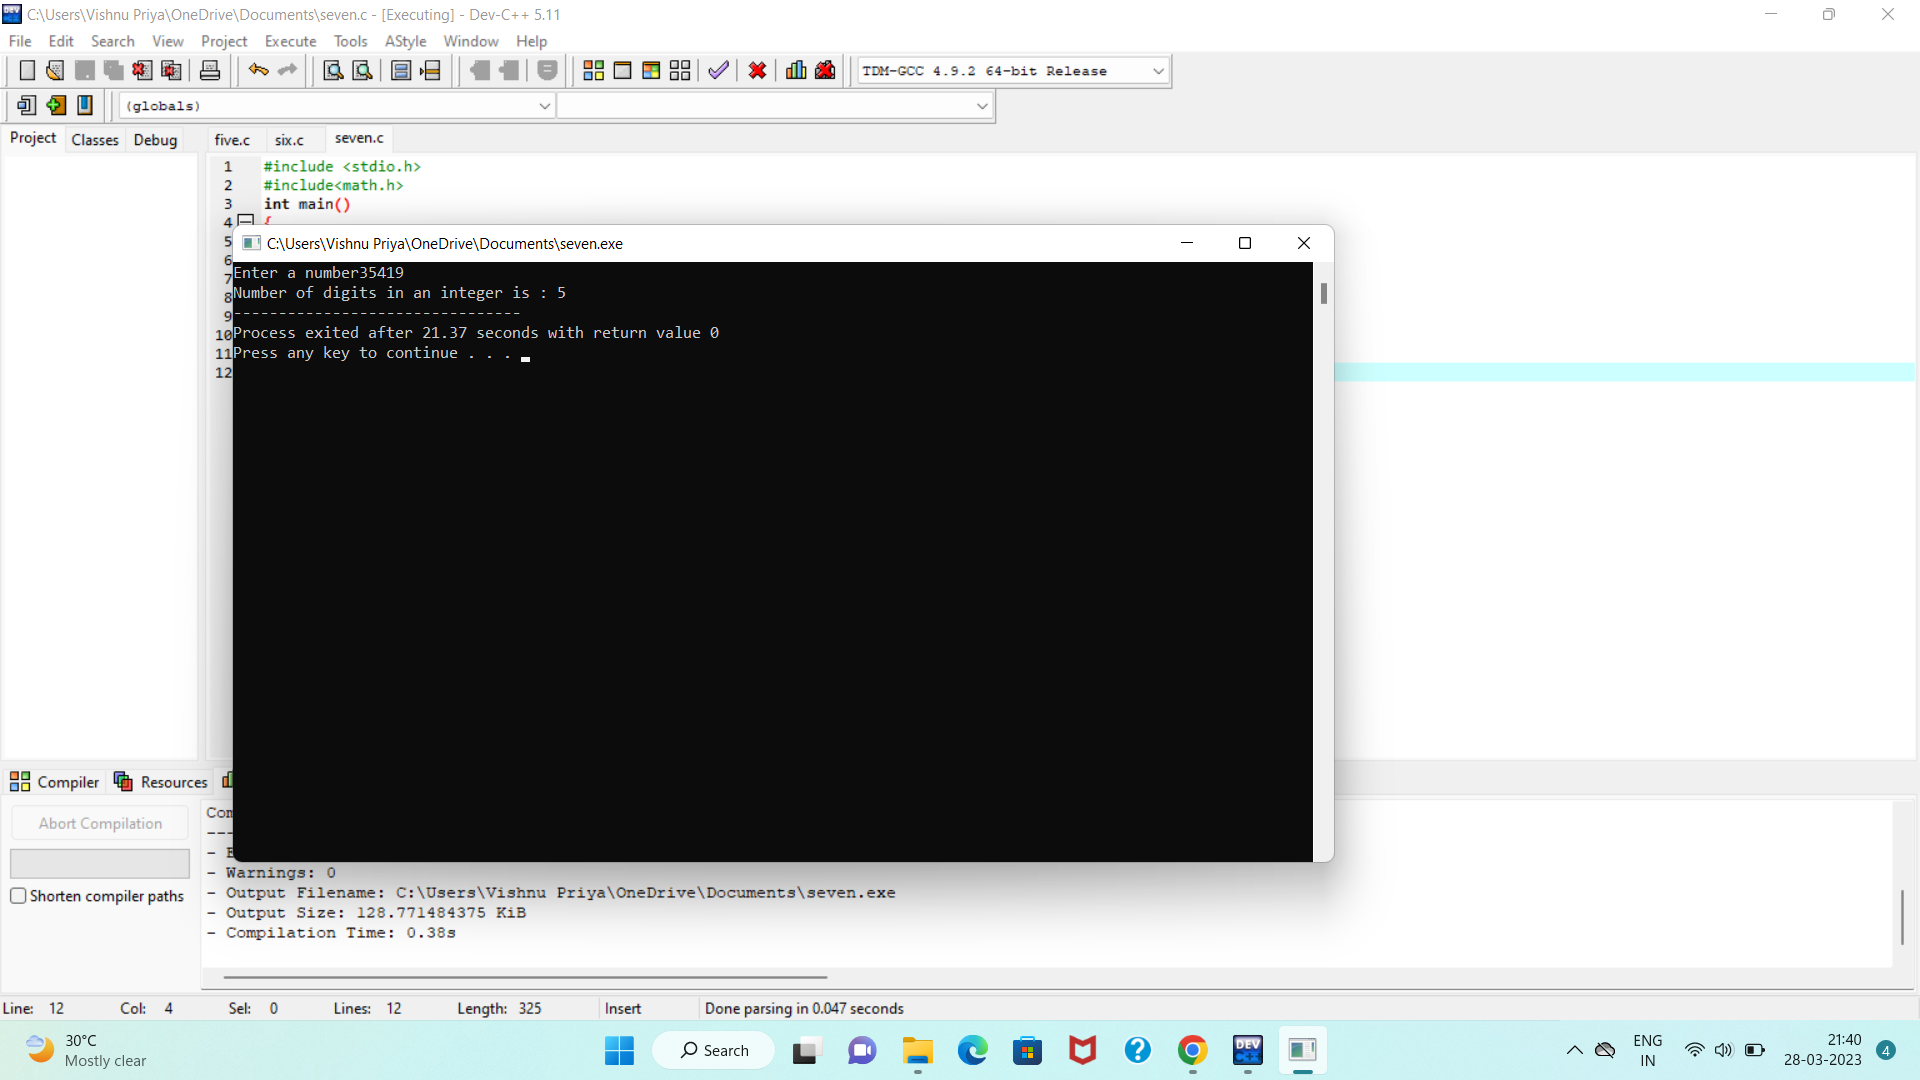 C:\Users\Vishnu Priya\OneDrive\Documents\seven.c - [Executing] - Dev-C++ 5.11
File Edit Search View Project Execute Tools AStyle Window Help
TDM-GCC 4.9.2 64-bit Release
(globals)
Project Classes Debug five.c six.c seven.c
1 #include <stdio.h>
2 #include<math.h>
3 int main()
4 {
5
6
7
8
9
10
11
12
C:\Users\Vishnu Priya\OneDrive\Documents\seven.exe
Enter a number35419
Number of digits in an integer is : 5
--------------------------------
Process exited after 21.37 seconds with return value 0
Press any key to continue . . .
Compiler Resources
Abort Compilation
Shorten compiler paths
- Warnings: 0
- Output Filename: C:\Users\Vishnu Priya\OneDrive\Documents\seven.exe
- Output Size: 128.771484375 KiB
- Compilation Time: 0.38s
Line: 12 Col: 4 Sel: 0 Lines: 12 Length: 325 Insert Done parsing in 0.047 seconds
30°C
Mostly clear
Search
DEV
C++
ENG
IN
21:40
28-03-2023
4